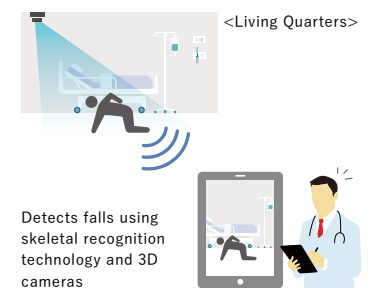 <Living Quarters>
Detects falls using
skeletal recognition
technology and 3D
cameras